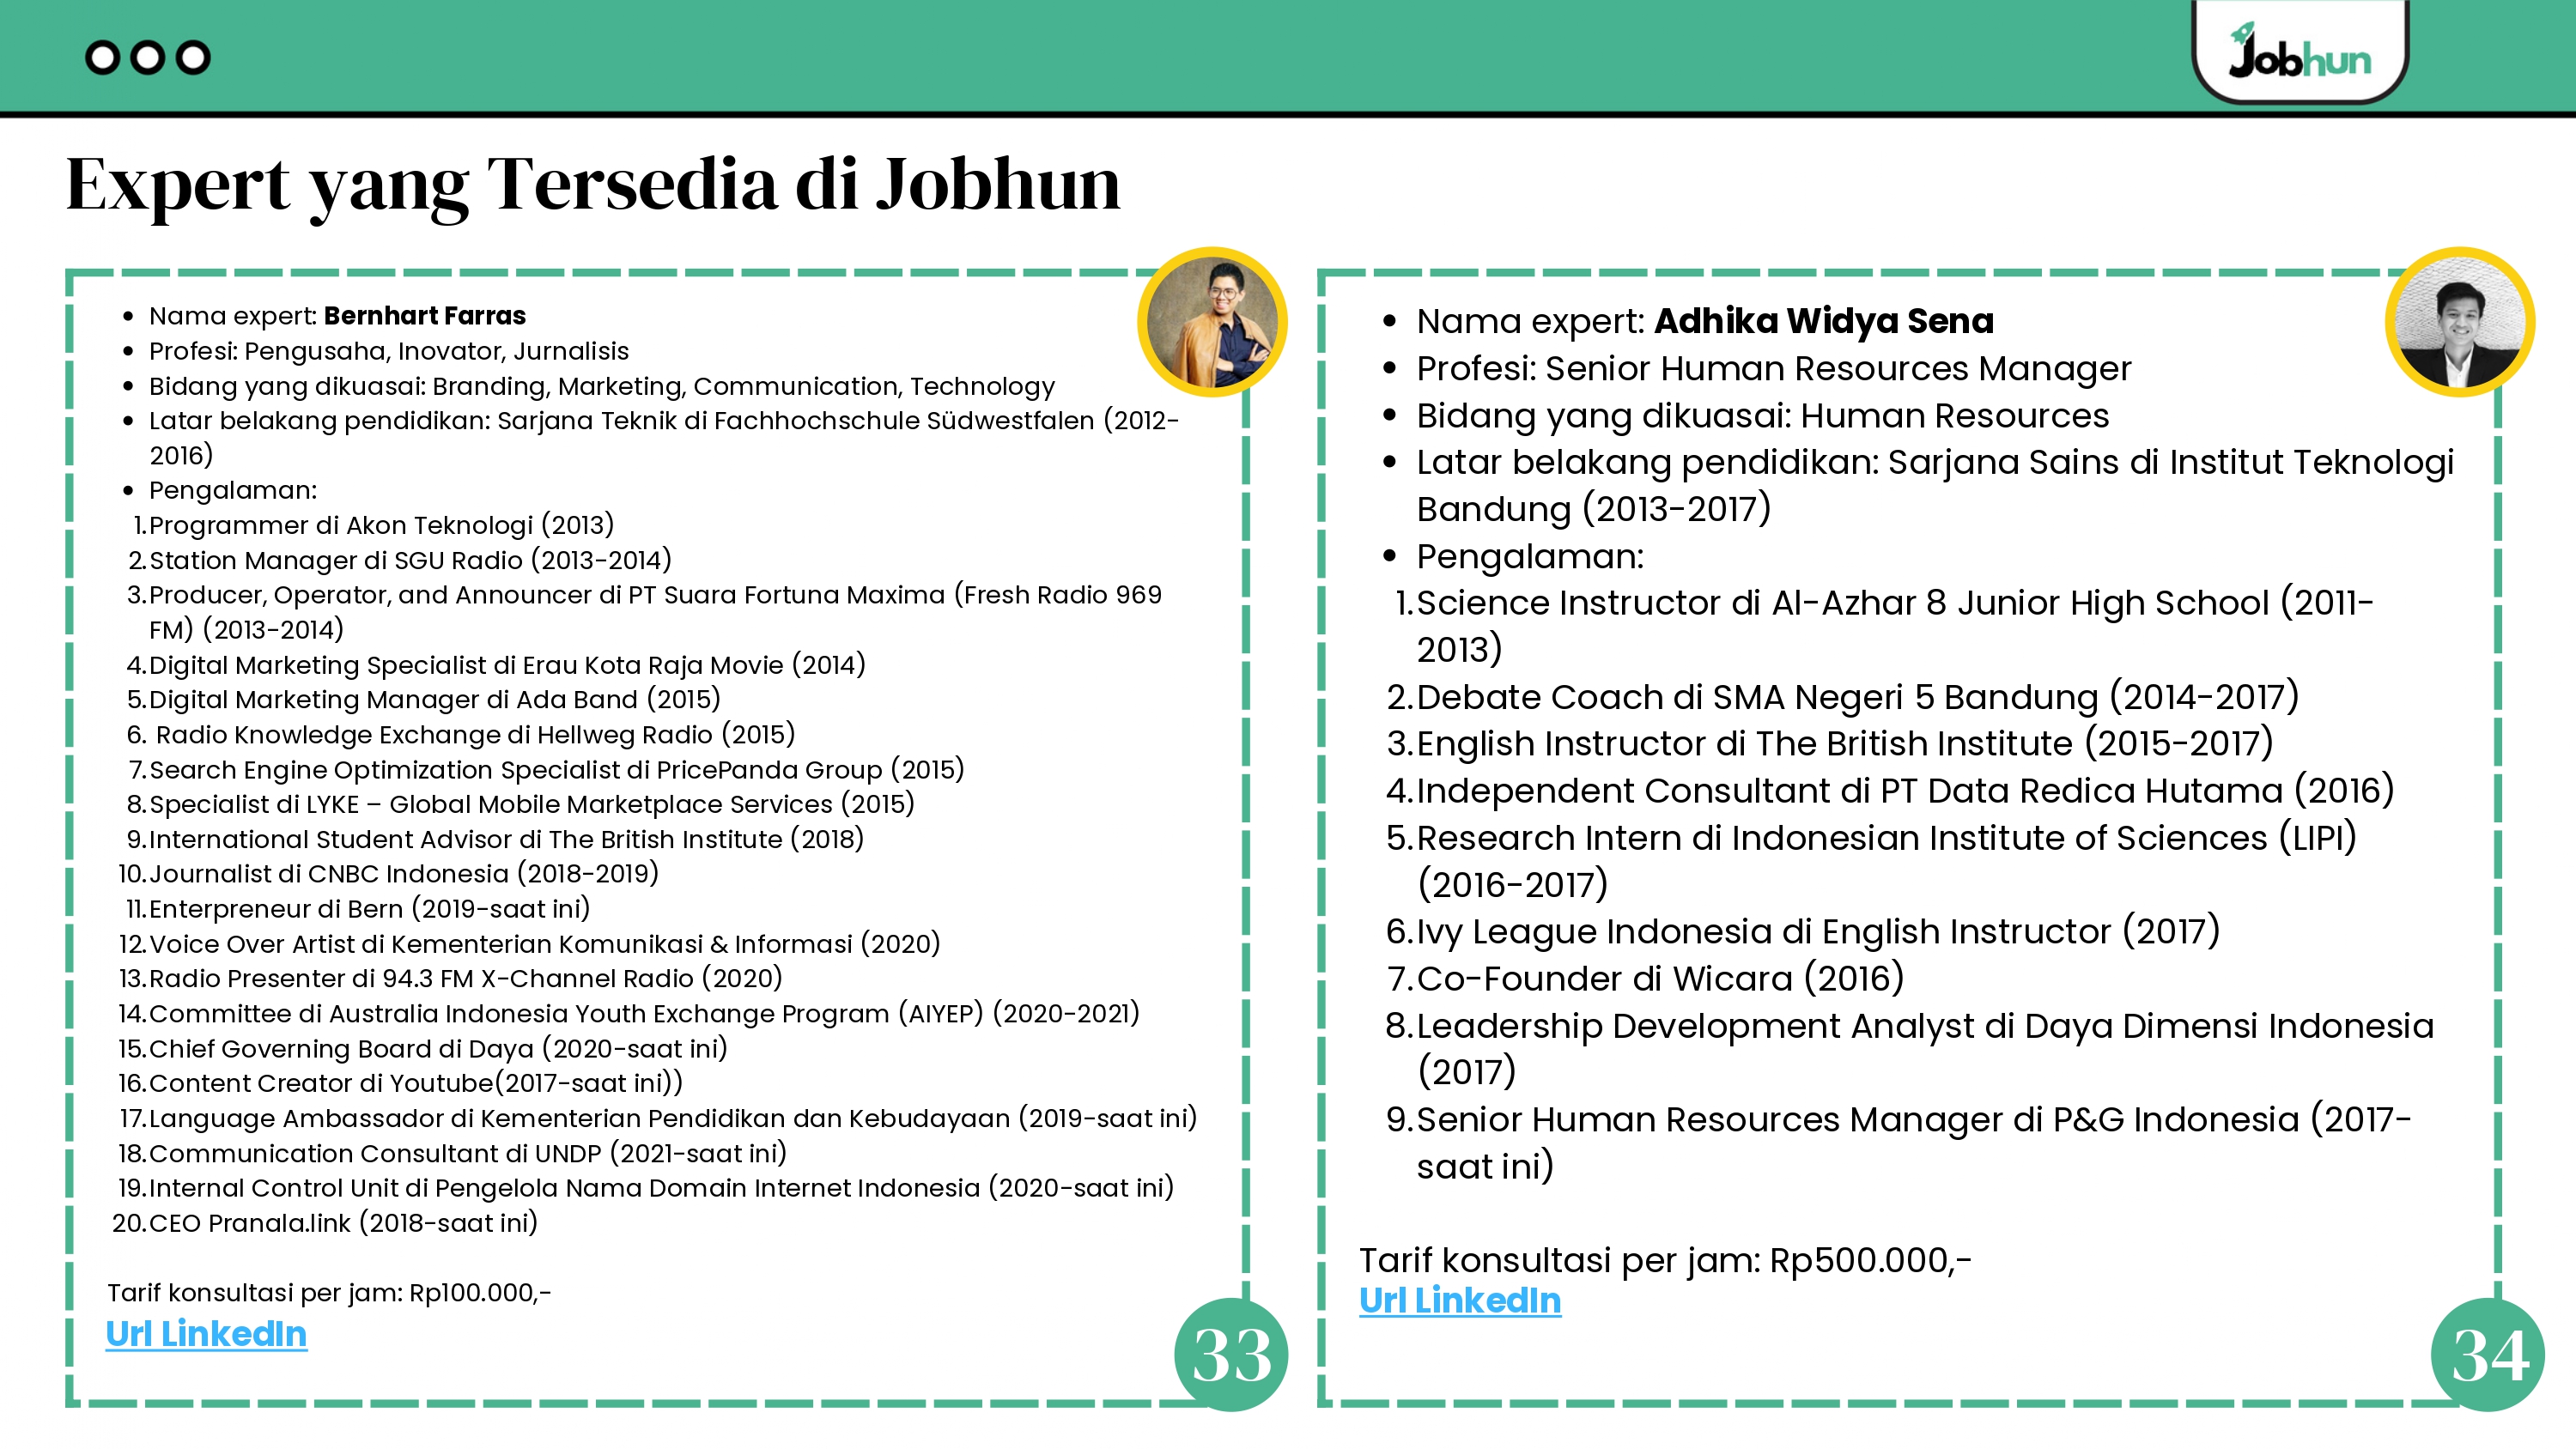 Jobhun
Expert yang Tersedia di Jobhun
• Nama expert: Bernhart Farras
• Profesi: Pengusaha, Inovator, Jurnalisis
• Bidang yang dikuasai: Branding, Marketing, Communication, Technology
• Latar belakang pendidikan: Sarjana Teknik di Fachhochschule Südwestfalen (2012-
2016)
• Pengalaman:
1.Programmer di Akon Teknologi (2013)
2.Station Manager di SGU Radio (2013-2014)
3.Producer, Operator, and Announcer di PT Suara Fortuna Maxima (Fresh Radio 969
FM) (2013-2014)
4.Digital Marketing Specialist di Erau Kota Raja Movie (2014)
5.Digital Marketing Manager di Ada Band (2015)
6. Radio Knowledge Exchange di Hellweg Radio (2015)
7.Search Engine Optimization Specialist di PricePanda Group (2015)
8.Specialist di LYKE – Global Mobile Marketplace Services (2015)
9.International Student Advisor di The British Institute (2018)
10.Journalist di CNBC Indonesia (2018-2019)
11.Enterpreneur di Bern (2019-saat ini)
12.Voice Over Artist di Kementerian Komunikasi & Informasi (2020)
13.Radio Presenter di 94.3 FM X-Channel Radio (2020)
14.Committee di Australia Indonesia Youth Exchange Program (AIYEP) (2020-2021)
15.Chief Governing Board di Daya (2020-saat ini)
16.Content Creator di Youtube(2017-saat ini))
17.Language Ambassador di Kementerian Pendidikan dan Kebudayaan (2019-saat ini)
18.Communication Consultant di UNDP (2021-saat ini)
19.Internal Control Unit di Pengelola Nama Domain Internet Indonesia (2020-saat ini)
20.CEO Pranala.link (2018-saat ini)
Tarif konsultasi per jam: Rp100.000,-
Url LinkedIn
33
• Nama expert: Adhika Widya Sena
• Profesi: Senior Human Resources Manager
• Bidang yang dikuasai: Human Resources
• Latar belakang pendidikan: Sarjana Sains di Institut Teknologi
Bandung (2013-2017)
• Pengalaman:
1.Science Instructor di Al-Azhar 8 Junior High School (2011-
2013)
2.Debate Coach di SMA Negeri 5 Bandung (2014-2017)
3.English Instructor di The British Institute (2015-2017)
4.Independent Consultant di PT Data Redica Hutama (2016)
5.Research Intern di Indonesian Institute of Sciences (LIPI)
(2016-2017)
6.Ivy League Indonesia di English Instructor (2017)
7.Co-Founder di Wicara (2016)
8.Leadership Development Analyst di Daya Dimensi Indonesia
(2017)
9.Senior Human Resources Manager di P&G Indonesia (2017-
saat ini)
Tarif konsultasi per jam: Rp500.000,-
Url LinkedIn
34